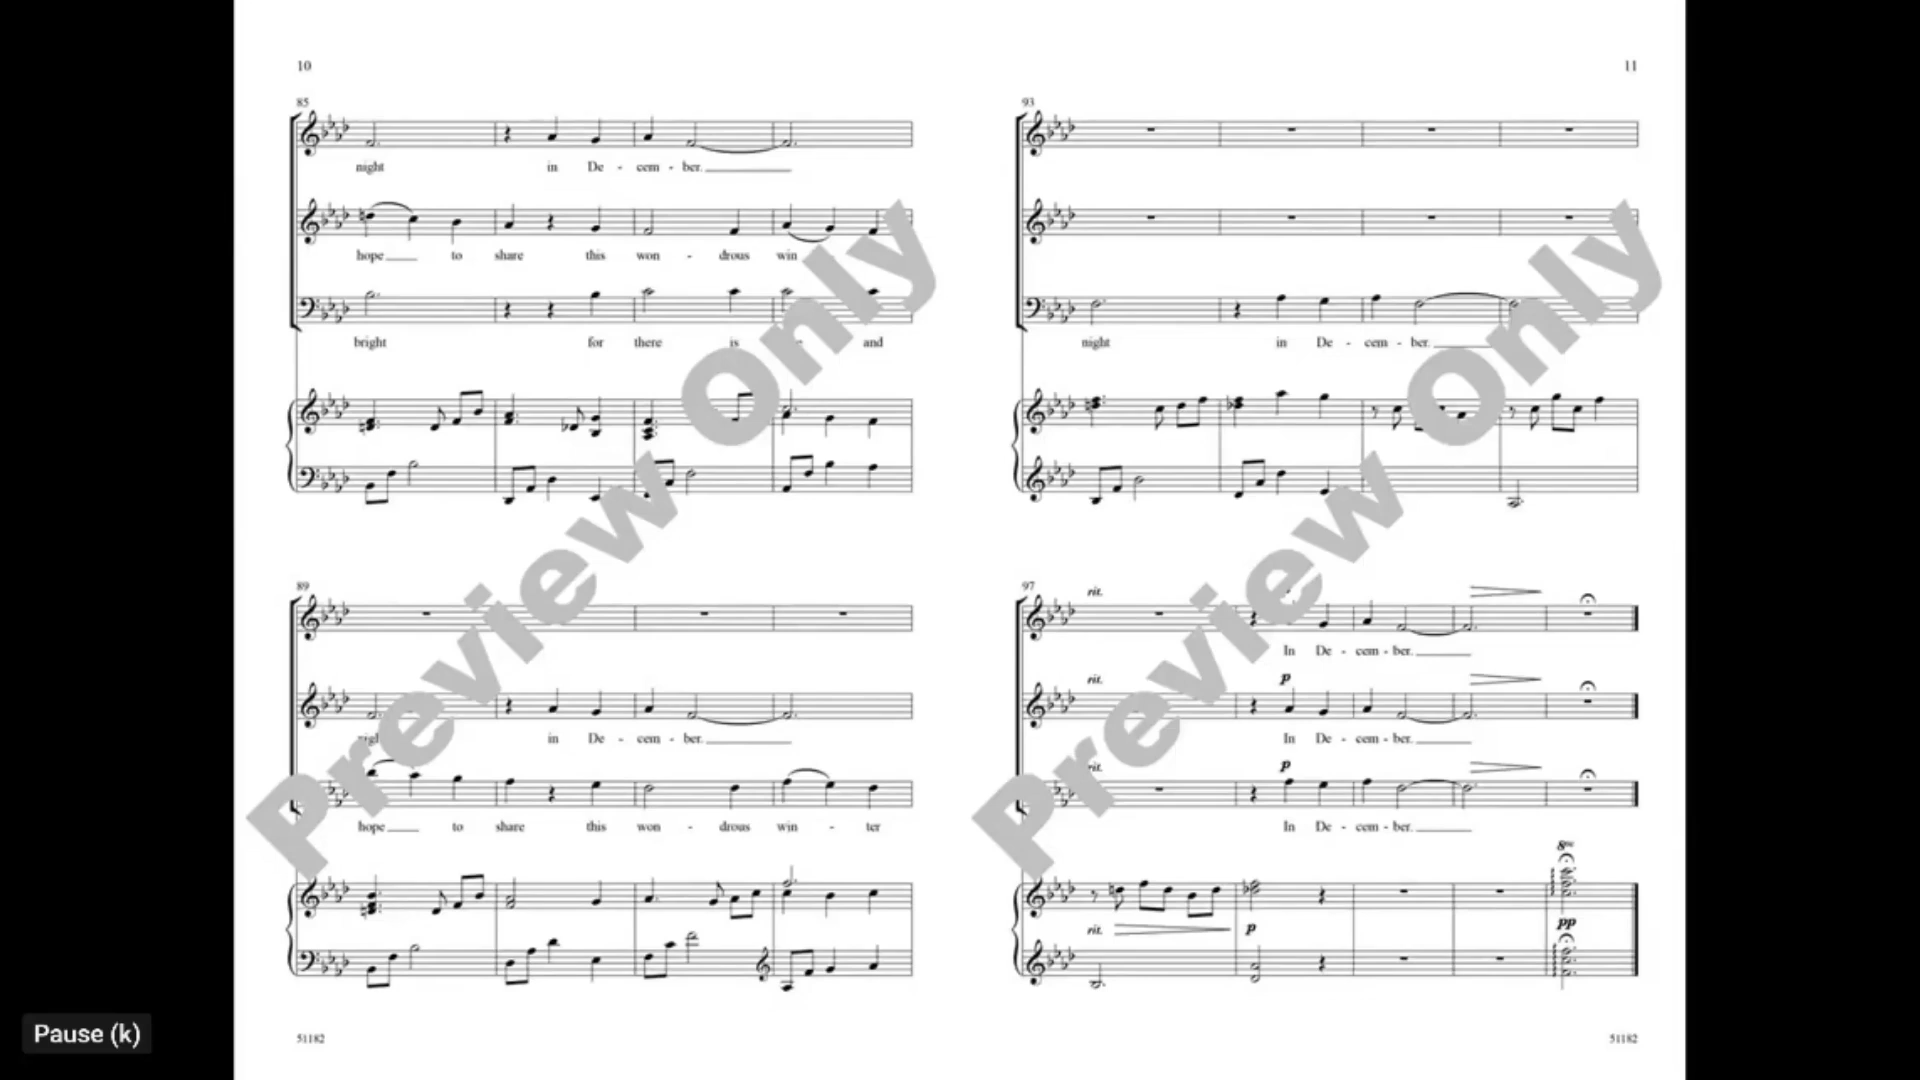 10
85
night in De - cem - ber.
hope to share this won - drous win
bright for there is and
89
night in De - cem - ber.
hope to share this won - drous win - ter
51182
11
93
night in De - cem - ber.
97
rit.
In De - cem - ber.
rit. p
In De - cem - ber.
rit. p
In De - cem - ber.
8va
rit. p pp
51182
Preview Only
Preview Only
Pause (k)